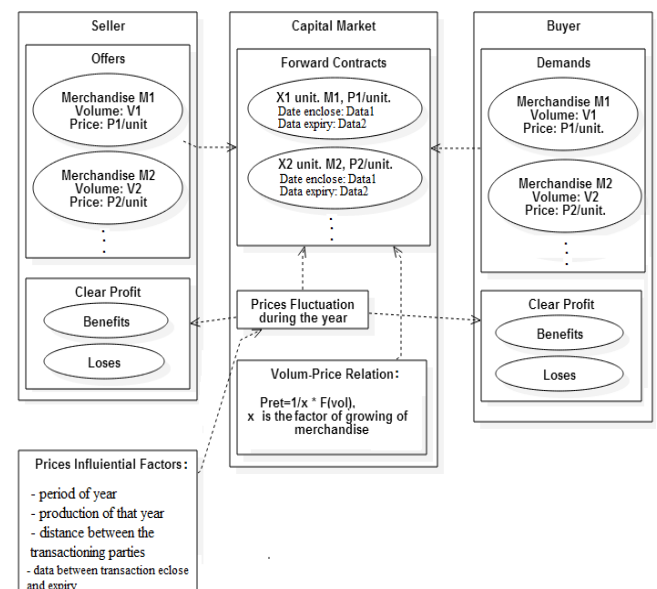 Seller
Offers
Merchandise M1
Volume: V1
Price: P1/unit
Merchandise M2
Volume: V2
Price: P2/unit
.
.
.
Clear Profit
Benefits
Loses
Capital Market
Forward Contracts
X1 unit. M1, P1/unit.
Date enclose: Data1
Data expiry: Data2
X2 unit. M2, P2/unit.
Date enclose: Data1
Data expiry: Data2
.
.
.
Prices Fluctuation
during the year
Volum-Price Relation:
Pret=1/x * F(vol),
x is the factor of growing of
merchandise
Buyer
Demands
Merchandise M1
Volume: V1
Price: P1/unit.
Merchandise M2
Volume: V2
Price: P2/unit.
.
.
.
Clear Profit
Benefits
Loses
Prices Influiential Factors:
- period of year
- production of that year
- distance between the
transactioning parties
- data between transaction eclose
and expiry